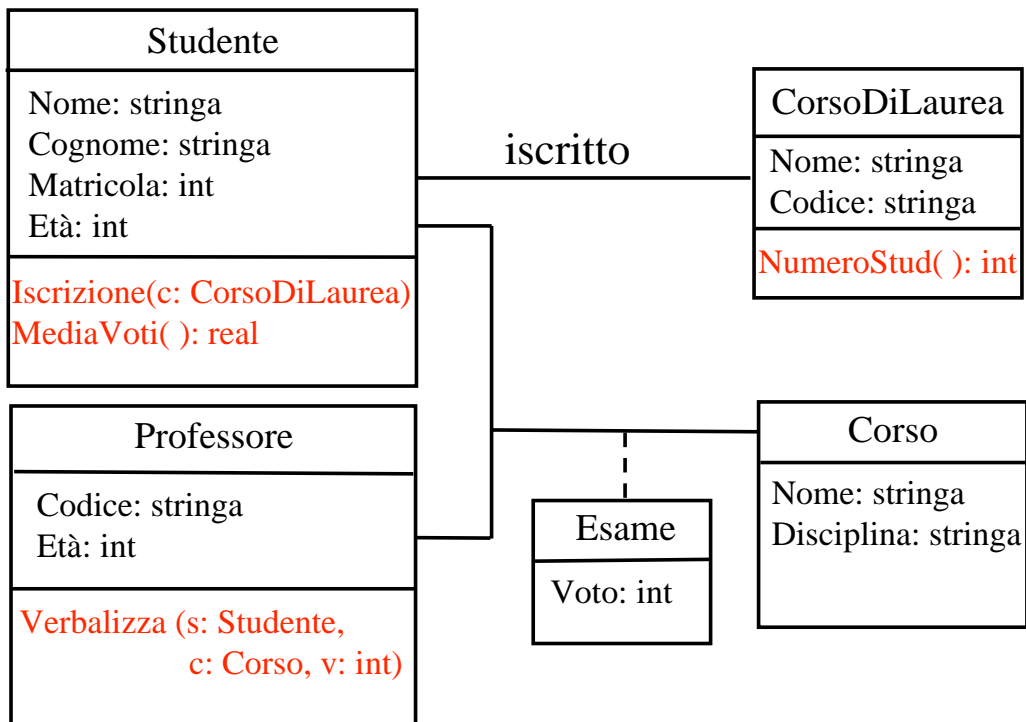 Studente
Nome: stringa
Cognome: stringa
Matricola: int
Età: int
Iscrizione(c: CorsoDiLaurea)
MediaVoti( ): real
iscritto
CorsoDiLaurea
Nome: stringa
Codice: stringa
NumeroStud( ): int
Professore
Codice: stringa
Età: int
Verbalizza (s: Studente,
c: Corso, v: int)
Esame
Voto: int
Corso
Nome: stringa
Disciplina: stringa